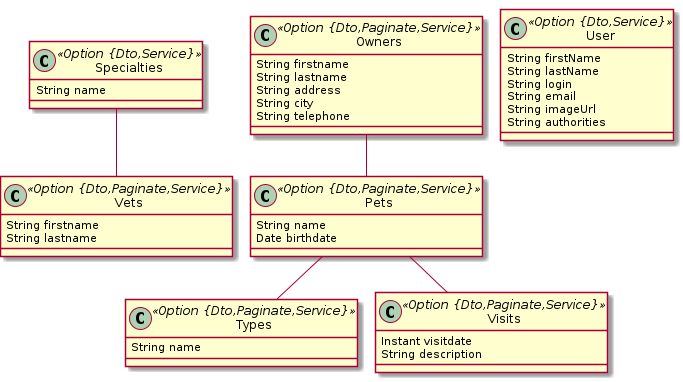 C «Option {Dto,Service}»
Specialties
String name
C «Option {Dto,Paginate,Service}»
Owners
String firstname
String lastname
String address
String city
String telephone
C «Option {Dto,Service}»
User
String firstName
String lastName
String login
String email
String imageUrl
String authorities
C «Option {Dto,Paginate,Service}»
Vets
String firstname
String lastname
C «Option {Dto,Paginate,Service}»
Pets
String name
Date birthdate
C «Option {Dto,Paginate,Service}»
Types
String name
C «Option {Dto,Paginate,Service}»
Visits
Instant visitdate
String description